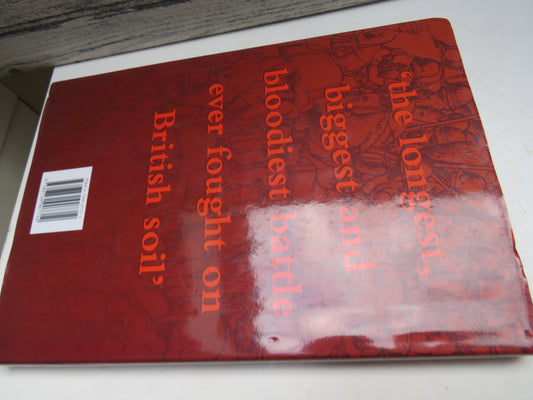 ‘the longest,
biggest and
bloodiest battle
ever fought on
British soil’